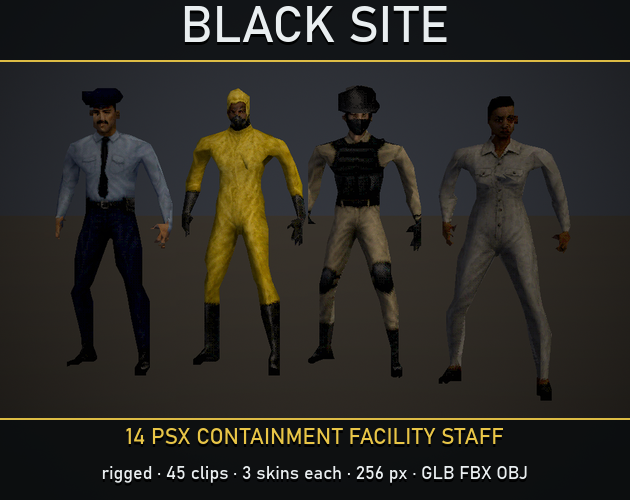 BLACK SITE
14 PSX CONTAINMENT FACILITY STAFF
rigged · 45 clips · 3 skins each · 256 px · GLB FBX OBJ